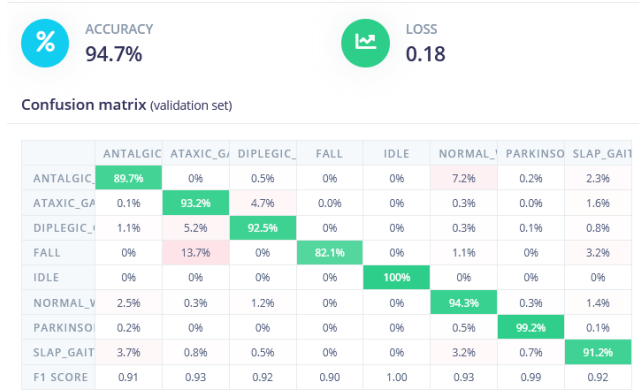 ACCURACY
94.7%
LOSS
0.18
Confusion matrix (validation set)
ANTALGIC ATAXIC_GA DIPLEGIC_ FALL IDLE NORMAL_W PARKINSO SLAP_GAIT
ANTALGIC_ 89.7% 0% 0.5% 0% 0% 7.2% 0.2% 2.3%
ATAXIC_GA 0.1% 93.2% 4.7% 0.0% 0% 0.3% 0.0% 1.6%
DIPLEGIC_G 1.1% 5.2% 92.5% 0% 0% 0.3% 0.1% 0.8%
FALL 0% 13.7% 0% 82.1% 0% 1.1% 0% 3.2%
IDLE 0% 0% 0% 0% 100% 0% 0% 0%
NORMAL_W 2.5% 0.3% 1.2% 0% 0% 94.3% 0.3% 1.4%
PARKINSO 0.2% 0% 0% 0% 0% 0.5% 99.2% 0.1%
SLAP_GAIT 3.7% 0.8% 0.5% 0% 0% 3.2% 0.7% 91.2%
F1 SCORE 0.91 0.93 0.92 0.90 1.00 0.93 0.99 0.92